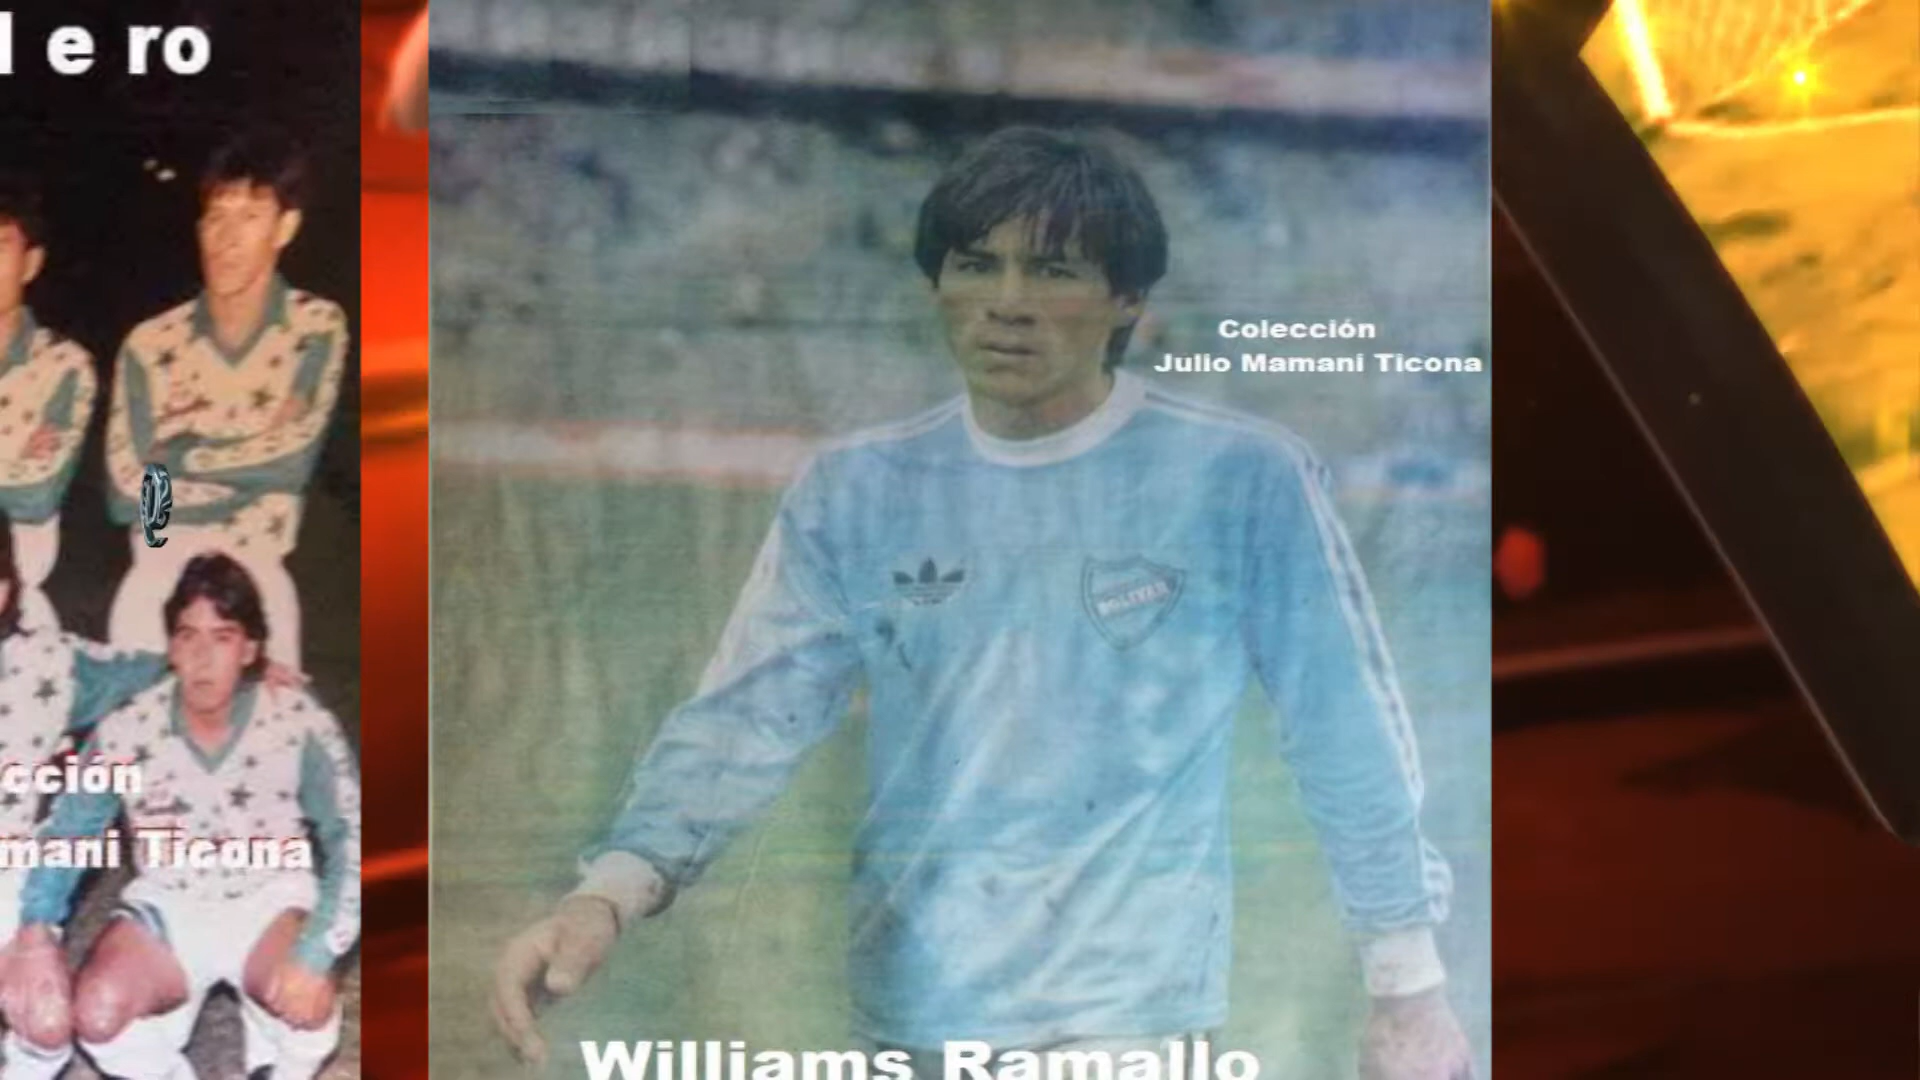 l e ro
Colección
Julio Mamani Ticona
BOLIVAR
cción
mani Ticona
Williams Ramallo